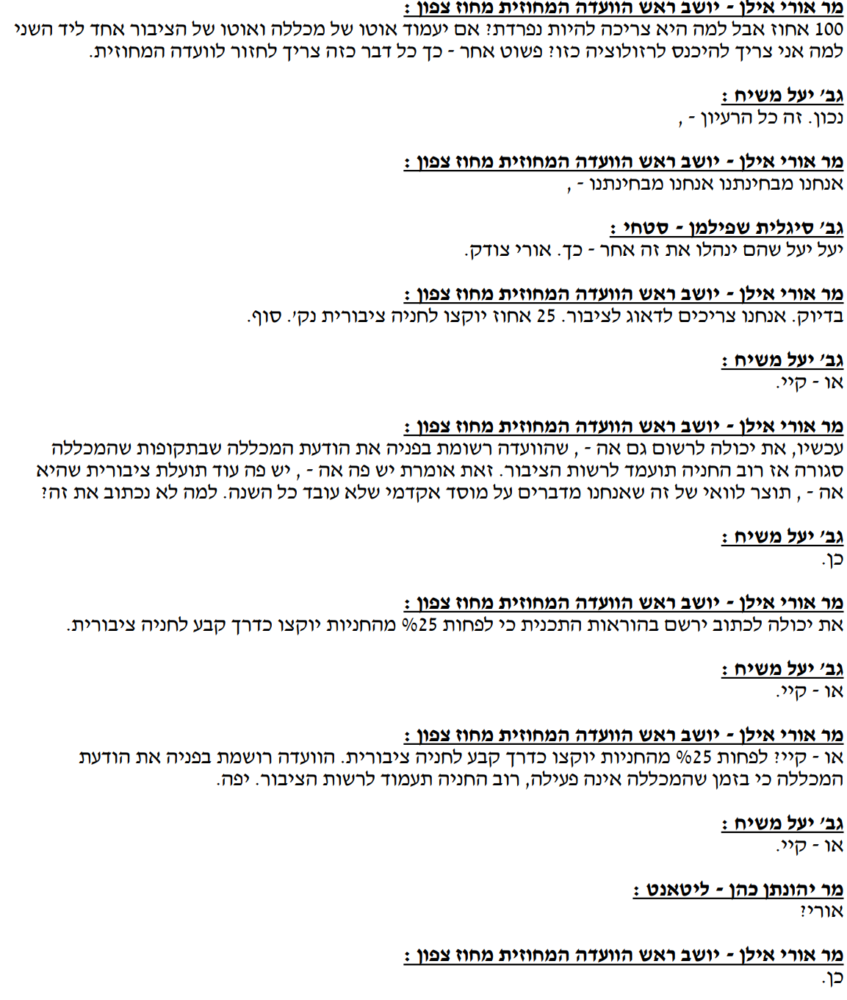 מר אורי אילן - יושב ראש הוועדה המחוזית מחוז צפון :
100 אחוז אבל למה היא צריכה להיות נפרדת? אם יעמוד אוטו של מכללה ואוטו של הציבור אחד ליד השני
למה אני צריך להיכנס לרזולוציה כזו? פשוט אחר - כך כל דבר כזה צריך לחזור לוועדה המחוזית.
גב' יעל משיח :
נכון. זה כל הרעיון - ,
מר אורי אילן - יושב ראש הוועדה המחוזית מחוז צפון :
אנחנו מבחינתנו אנחנו מבחינתנו - ,
גב' סיגלית שפילמן - סטחי :
יעל יעל שהם ינהלו את זה אחר - כך. אורי צודק.
מר אורי אילן - יושב ראש הוועדה המחוזית מחוז צפון :
בדיוק. אנחנו צריכים לדאוג לציבור. 25 אחוז יוקצו לחניה ציבורית נק'. סוף.
גב' יעל משיח :
או - קיי.
מר אורי אילן - יושב ראש הוועדה המחוזית מחוז צפון :
עכשיו, את יכולה לרשום גם אה - , שהוועדה רשומת בפניה את הודעת המכללה שבתקופות שהמכללה
סגורה אז רוב החניה תועמד לרשות הציבור. זאת אומרת יש פה אה - , יש פה עוד תועלת ציבורית שהיא
אה - , תוצר לוואי של זה שאנחנו מדברים על מוסד אקדמי שלא עובד כל השנה. למה לא נכתוב את זה?
גב' יעל משיח :
כן.
מר אורי אילן - יושב ראש הוועדה המחוזית מחוז צפון :
את יכולה לכתוב ירשם בהוראות התכנית כי לפחות 25% מהחניות יוקצו כדרך קבע לחניה ציבורית.
גב' יעל משיח :
או - קיי.
מר אורי אילן - יושב ראש הוועדה המחוזית מחוז צפון :
או - קיי? לפחות 25% מהחניות יוקצו כדרך קבע לחניה ציבורית. הוועדה רושמת בפניה את הודעת
המכללה כי בזמן שהמכללה אינה פעילה, רוב החניה תעמוד לרשות הציבור. יפה.
גב' יעל משיח :
או - קיי.
מר יהונתן כהן - ליטאנט :
אורי?
מר אורי אילן - יושב ראש הוועדה המחוזית מחוז צפון :
כן.